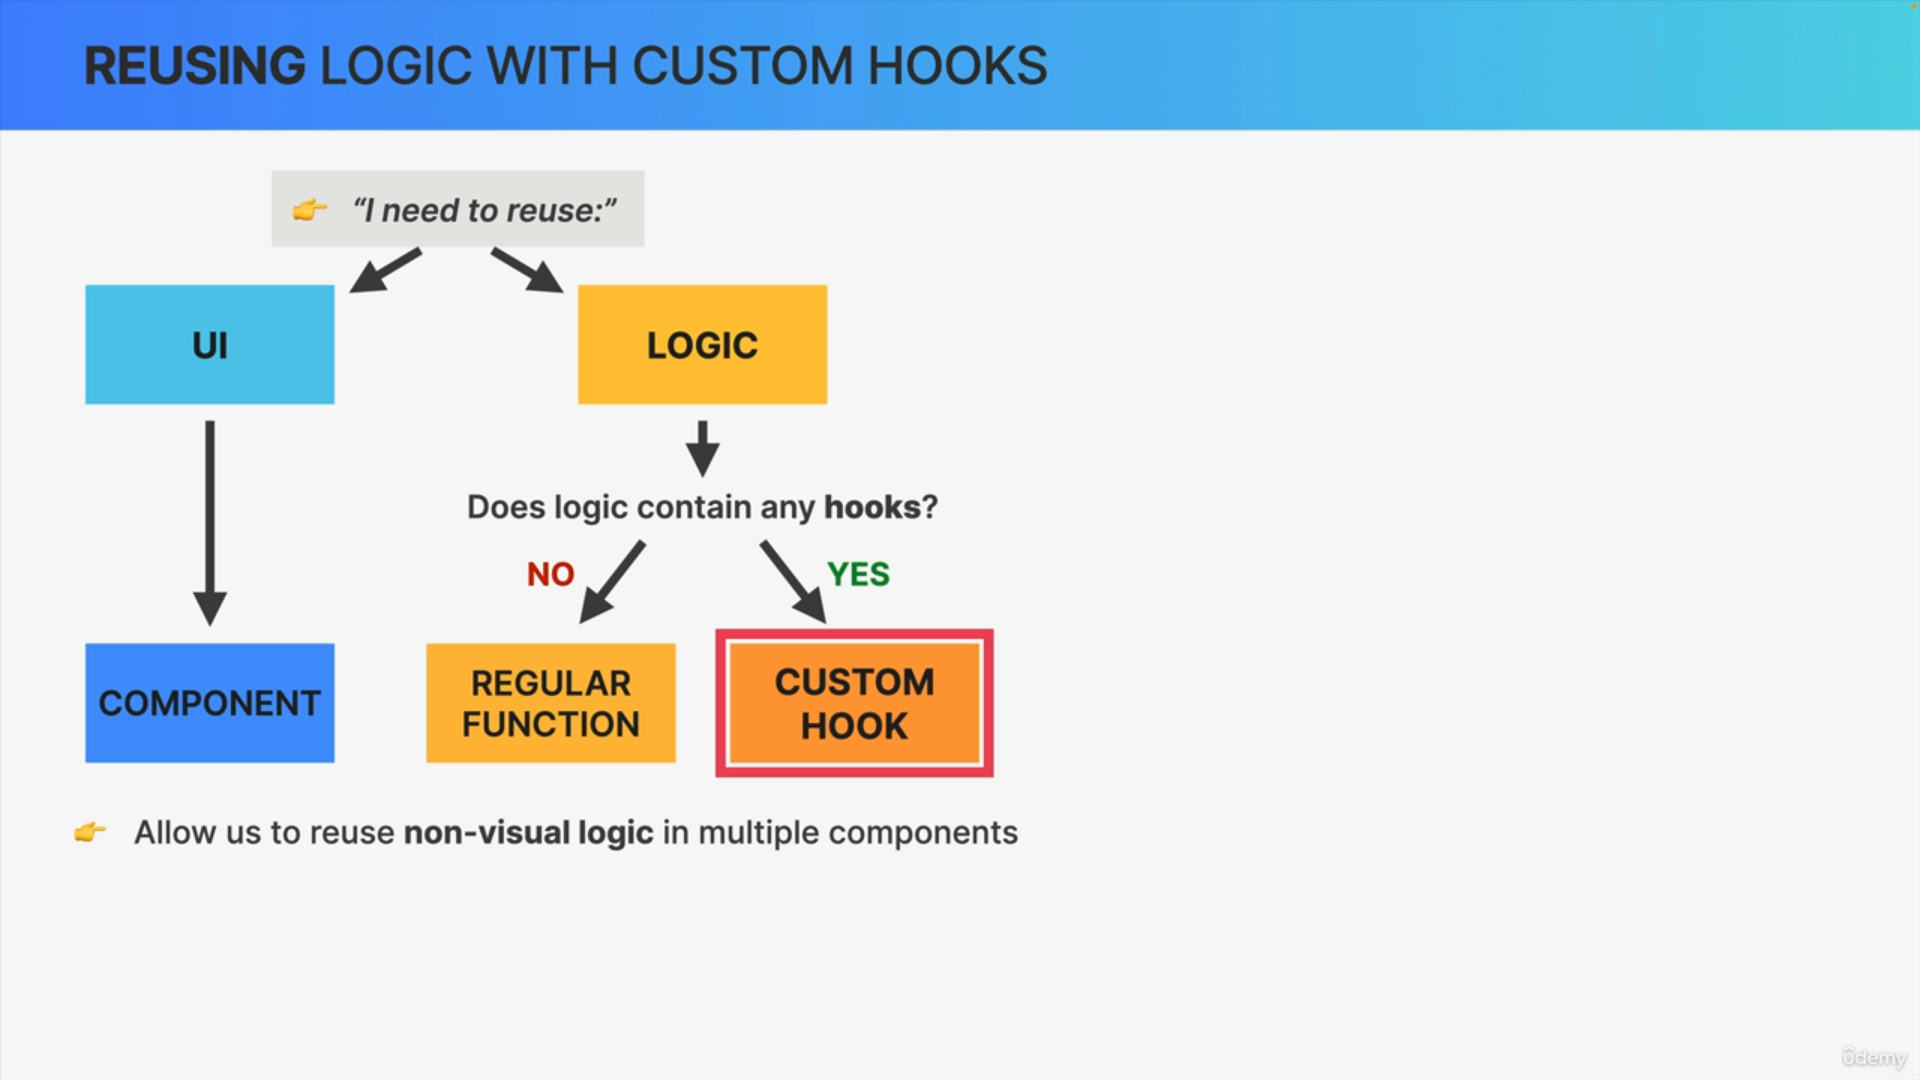 REUSING LOGIC WITH CUSTOM HOOKS
👉 “I need to reuse:”
UI
LOGIC
Does logic contain any hooks?
NO
YES
COMPONENT
REGULAR
FUNCTION
CUSTOM
HOOK
👉 Allow us to reuse non-visual logic in multiple components
ûdemy